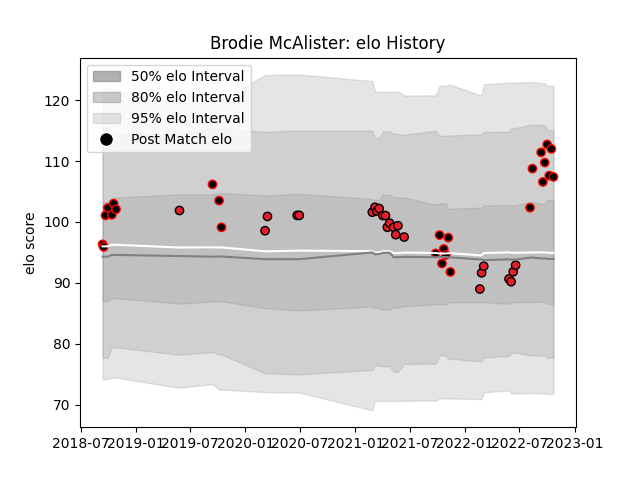 Brodie McAlister: elo History
50% elo Interval
80% elo Interval
95% elo Interval
Post Match elo
elo score
120
110
100
90
80
70
2018-07 2019-01 2019-07 2020-01 2020-07 2021-01 2021-07 2022-01 2022-07 2023-01